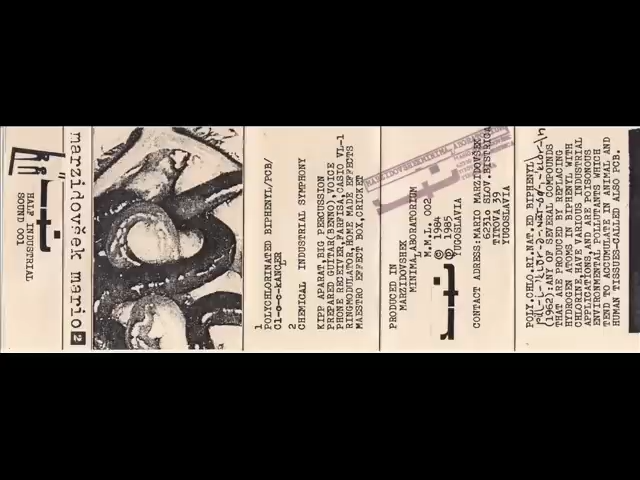 HALF INDUSTRIAL
SOUND 001
marzidovšek mario 2
1
POLYCHLORINATED BIPHENYL/PCB/
2
CHEMICAL INDUSTRIAL SYMPHONY
KIPP APARAT,BIG PERCUSSION
PREPARED GUITAR(BENNO),VOICE
PHONE RECEIVER,FARFISA,CASIO VL-1
RINGMODULATOR,HOME MADE EFFECTS
MAESTRO EFFECT BOX,CRICKET
PRODUCED IN
MARZIDOVSHEK
MINIMALABORATORIUM
M.M.L. 002
© 1984
℗ 1985
YUGOSLAVIA
CONTACT ADRESS:MARIO MARZIDOVŠEK
62310 SLOV.BISTRICA
TITOVA 39
YUGOSLAVIA
POLY.CHLO.RI.NAT.ED BIPHENYL
(1962):ANY OF SEVERAL COMPOUNDS
THAT ARE PRODUCED BY REPLACING
HYDROGEN ATOMS IN BIPHENYL WITH
CHLORINE,HAVE VARIOUS INDUSTRIAL
APPLICATIONS,AND ARE POISONOUS
ENVIRONMENTAL POLLUTANTS WHICH
TEND TO ACCUMULATE IN ANIMAL AND
HUMAN TISSUES-CALLED ALSO PCB.